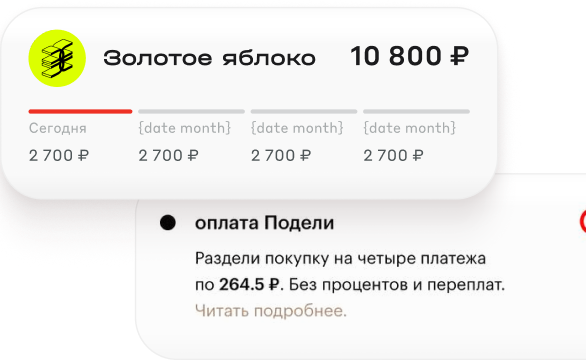 Золотое яблоко 10 800 ₽
Сегодня {date month} {date month} {date month}
2 700 ₽ 2 700 ₽ 2 700 ₽ 2 700 ₽
оплата Подели
Раздели покупку на четыре платежа
по 264.5 ₽. Без процентов и переплат.
Читать подробнее.